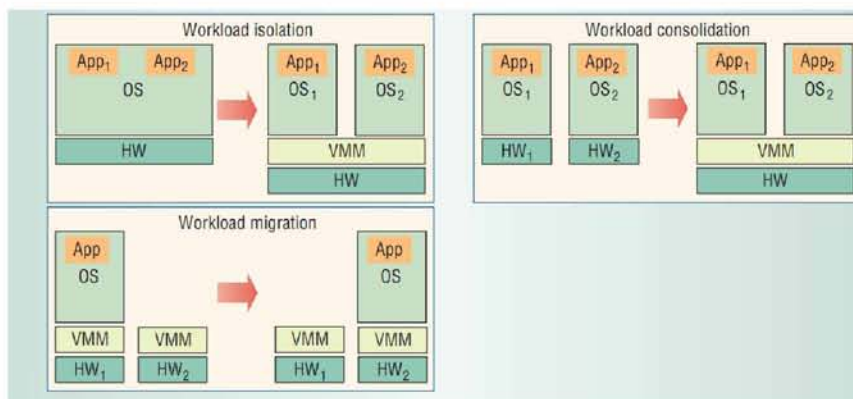 Workload isolation
App₁ App₂
OS
HW
App₁ App₂
OS₁ OS₂
VMM
HW
Workload consolidation
App₁ App₂
OS₁ OS₂
HW₁ HW₂
App₁ App₂
OS₁ OS₂
VMM
HW
Workload migration
App
OS
VMM VMM
HW₁ HW₂
App
OS
VMM VMM
HW₁ HW₂